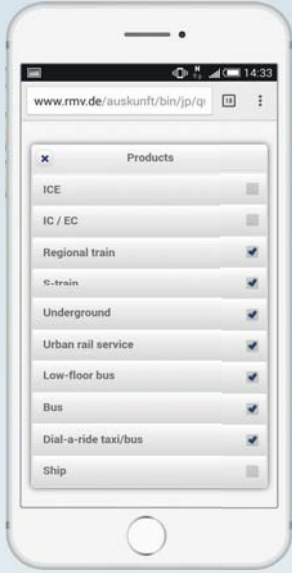 14:33
www.rmv.de/auskunft/bin/jp/q
18
Products
ICE
IC / EC
Regional train
S-train
Underground
Urban rail service
Low-floor bus
Bus
Dial-a-ride taxi/bus
Ship